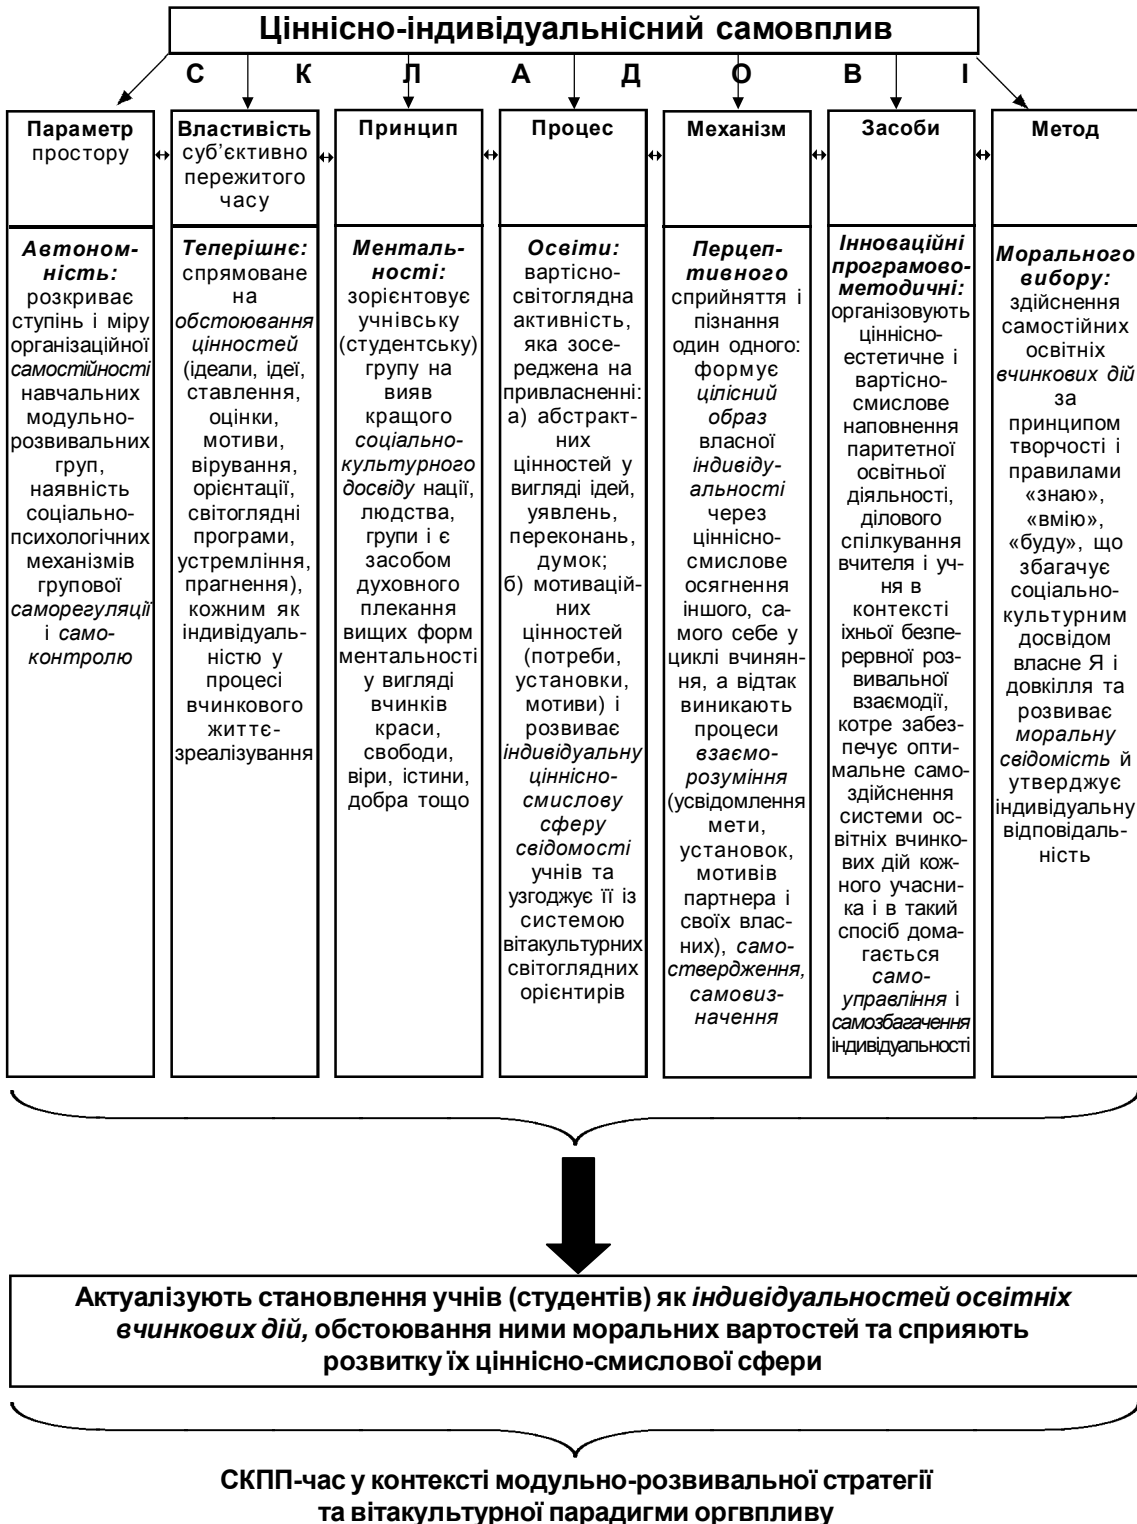 Ціннісно-індивідуальнісний самовплив
С К Л А Д О В І
Параметр
простору
Властивість
суб’єктивно
пережитого
часу
Принцип
Процес
Механізм
Засоби
Метод
Автоном-
ність:
розкриває
ступінь і міру
організаційної
самостійності
навчальних
модульно-
розвивальних
груп,
наявність
соціально-
психологічних
механізмів
групової
саморегуляції
і само-
контролю
Теперішнє:
спрямоване
на
обстоювання
цінностей
(ідеали, ідеї,
ставлення,
оцінки,
мотиви,
вірування,
орієнтації,
світоглядні
програми,
устремління,
прагнення),
кожним як
індивідуаль-
ністю у
процесі
вчинкового
життє-
зреалізування
Менталь-
ності:
зорієнтовує
учнівську
(студентську)
групу на
вияв
кращого
соціально-
культурного
досвіду нації,
людства,
групи і є
засобом
духовного
плекання
вищих форм
ментальності
у вигляді
вчинків
краси,
свободи,
віри, істини,
добра тощо
Освіти:
вартісно-
світоглядна
активність,
яка зосе-
реджена на
привласненні:
а) абстракт-
них
цінностей у
вигляді ідей,
уявлень,
переконань,
думок;
б) мотивацій-
них
цінностей
(потреби,
установки,
мотиви) і
розвиває
індивідуальну
ціннісно-
смислову
сферу
свідомості
учнів та
узгоджує її із
системою
вітакультурних
світоглядних
орієнтирів
Перцеп-
тивного
сприйняття і
пізнання
один одного:
формує
цілісний
образ
власної
індивіду-
альності
через
ціннісно-
смислове
осягнення
іншого, са-
мого себе у
циклі вчинян-
ня, а відтак
виникають
процеси
взаємо-
розуміння
(усвідомлення
мети,
установок,
мотивів
партнера і
своїх влас-
них), само-
ствердження,
самовиз-
начення
Інноваційні
програмово-
методичні:
організовують
ціннісно-
естетичне і
вартісно-
смислове
наповнення
паритетної
освітньої
діяльності,
ділового
спілкування
вчителя і уч-
ня в
контексті
їхньої безпе-
рервної роз-
вивальної
взаємодії,
котре забез-
печує опти-
мальне само-
здійснення
системи ос-
вітніх вчинко-
вих дій кож-
ного учасни-
ка і в такий
спосіб дома-
гається
само-
управління і
самозбагачення
індивідуальності
Морального
вибору:
здійснення
самостійних
освітніх
вчинкових дій
за
принципом
творчості і
правилами
«знаю»,
«вмію»,
«буду», що
збагачує
соціально-
культурним
досвідом
власне Я і
довкілля та
розвиває
моральну
свідомість й
утверджує
індивідуальну
відповідаль-
ність
Актуалізують становлення учнів (студентів) як індивідуальностей освітніх
вчинкових дій, обстоювання ними моральних вартостей та сприяють
розвитку їх ціннісно-смислової сфери
СКПП-час у контексті модульно-розвивальної стратегії
та вітакультурної парадигми оргвпливу